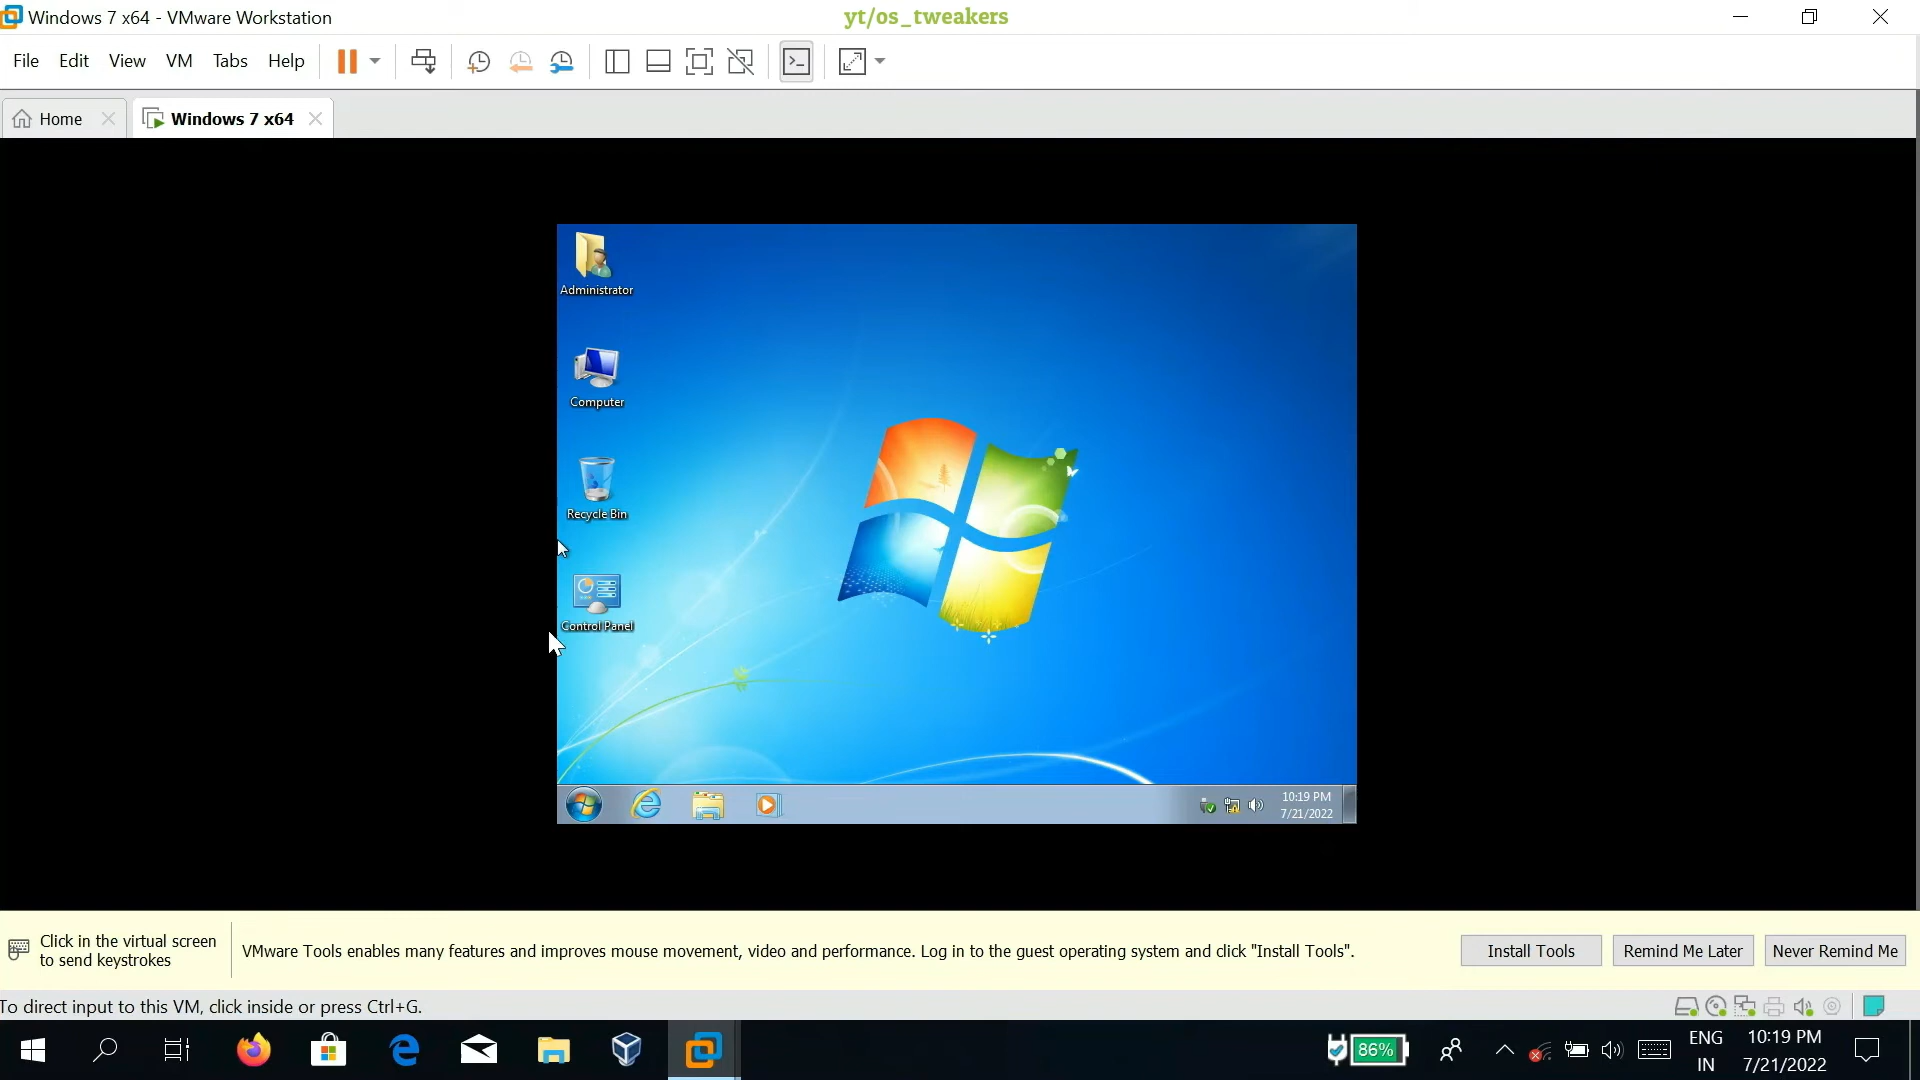 Windows 7 x64 - VMware Workstation
yt/os_tweakers
File Edit View VM Tabs Help
Home
Windows 7 x64
Administrator
Computer
Recycle Bin
Control Panel
10:19 PM
7/21/2022
Click in the virtual screen
to send keystrokes
VMware Tools enables many features and improves mouse movement, video and performance. Log in to the guest operating system and click "Install Tools".
Install Tools
Remind Me Later
Never Remind Me
To direct input to this VM, click inside or press Ctrl+G.
86%
ENG
IN
10:19 PM
7/21/2022